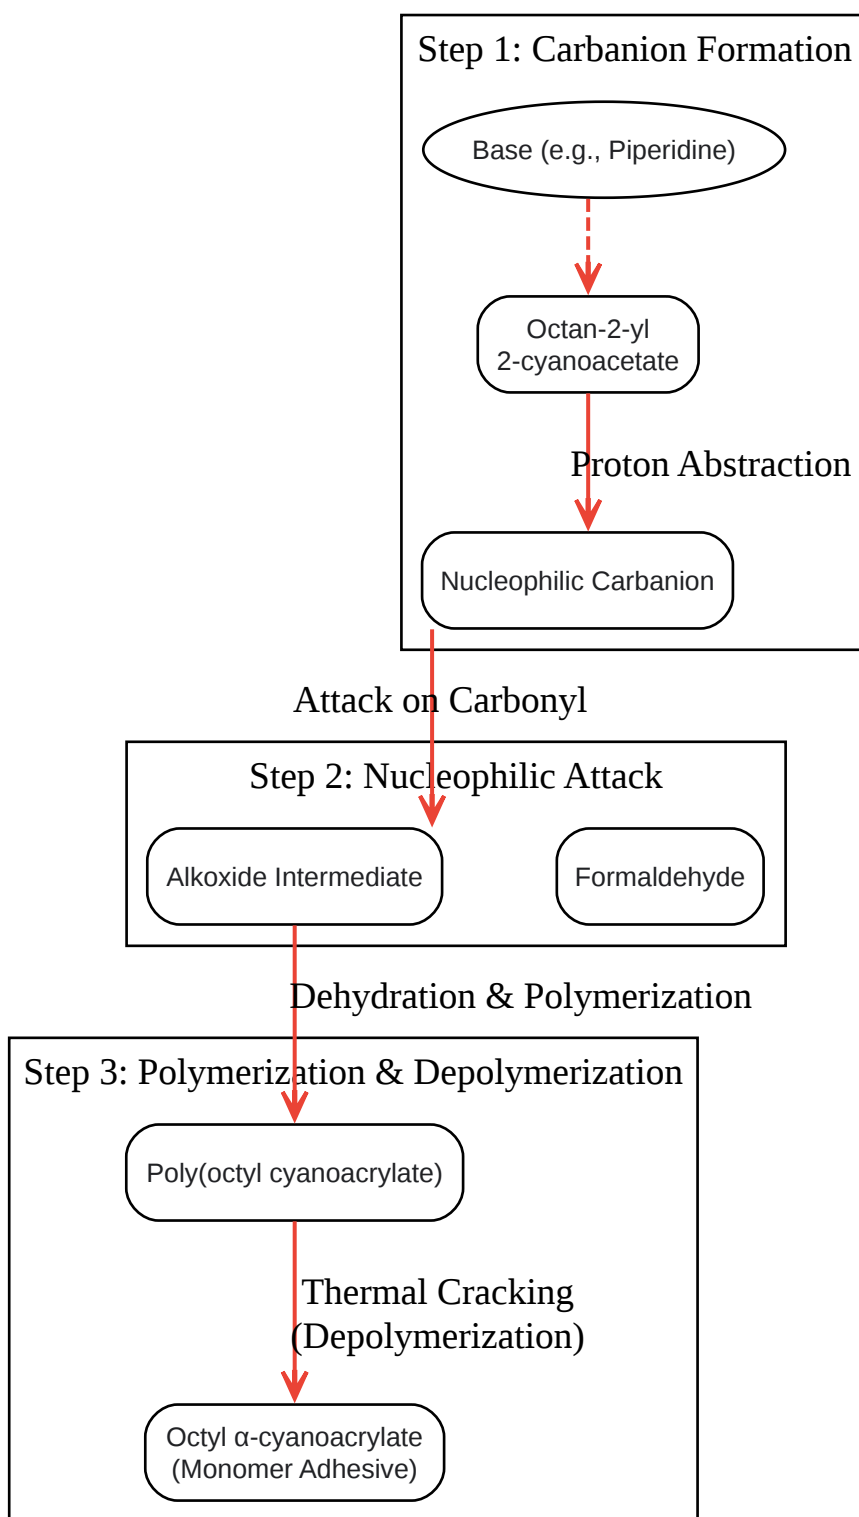 Step 1: Carbanion Formation
Base (e.g., Piperidine)
Octan-2-yl
2-cyanoacetate
Proton Abstraction
Nucleophilic Carbanion
Attack on Carbonyl
Step 2: Nucleophilic Attack
Alkoxide Intermediate
Formaldehyde
Dehydration & Polymerization
Step 3: Polymerization & Depolymerization
Poly(octyl cyanoacrylate)
Thermal Cracking
(Depolymerization)
Octyl α-cyanoacrylate
(Monomer Adhesive)